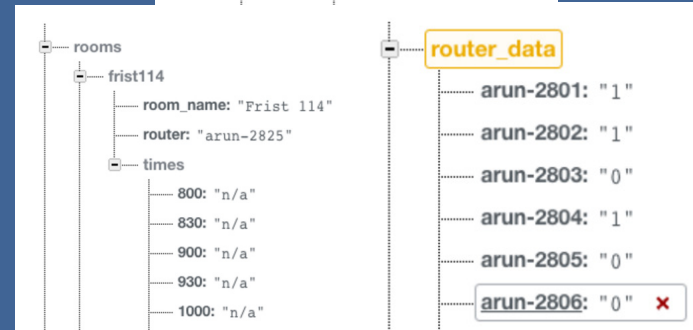 rooms
frist114
room_name: "Frist 114"
router: "arun-2825"
times
800: "n/a"
830: "n/a"
900: "n/a"
930: "n/a"
1000: "n/a"
router_data
arun-2801: "1"
arun-2802: "1"
arun-2803: "0"
arun-2804: "1"
arun-2805: "0"
arun-2806: "0"